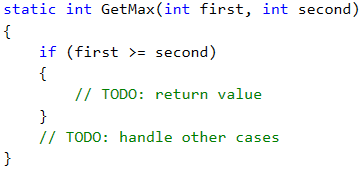 static int GetMax(int first, int second)
{
    if (first >= second)
    {
        // TODO: return value
    }
    // TODO: handle other cases
}